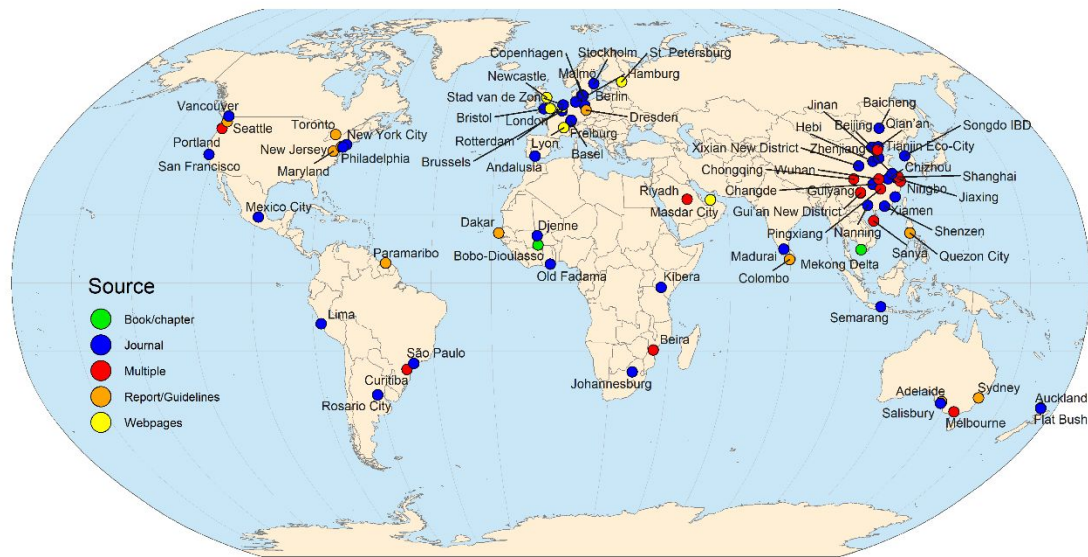 Copenhagen
Stockholm
St. Petersburg
Newcastle
Malmö
Hamburg
Stad van de Zon
Berlin
Bristol
London
Dresden
Rotterdam
Freiburg
Brussels
Lyon
Basel
Andalusia
Vancouver
Seattle
Portland
San Francisco
Toronto
New York City
New Jersey
Philadelphia
Maryland
Mexico City
Paramaribo
Lima
São Paulo
Curitiba
Rosario City
Dakar
Djenne
Bobo-Dioulasso
Old Fadama
Kibera
Beira
Johannesburg
Riyadh
Masdar City
Jinan
Baicheng
Hebi
Beijing
Qian'an
Songdo IBD
Zhenjiang
Tianjin Eco-City
Xixian New District
Chizhou
Chongqing
Wuhan
Shanghai
Changde
Guiyang
Ningbo
Jiaxing
Gui'an New District
Xiamen
Pingxiang
Nanning
Shenzen
Madurai
Mekong Delta
Sanya
Quezon City
Colombo
Semarang
Adelaide
Sydney
Salisbury
Melbourne
Auckland
Flat Bush
Source
Book/chapter
Journal
Multiple
Report/Guidelines
Webpages